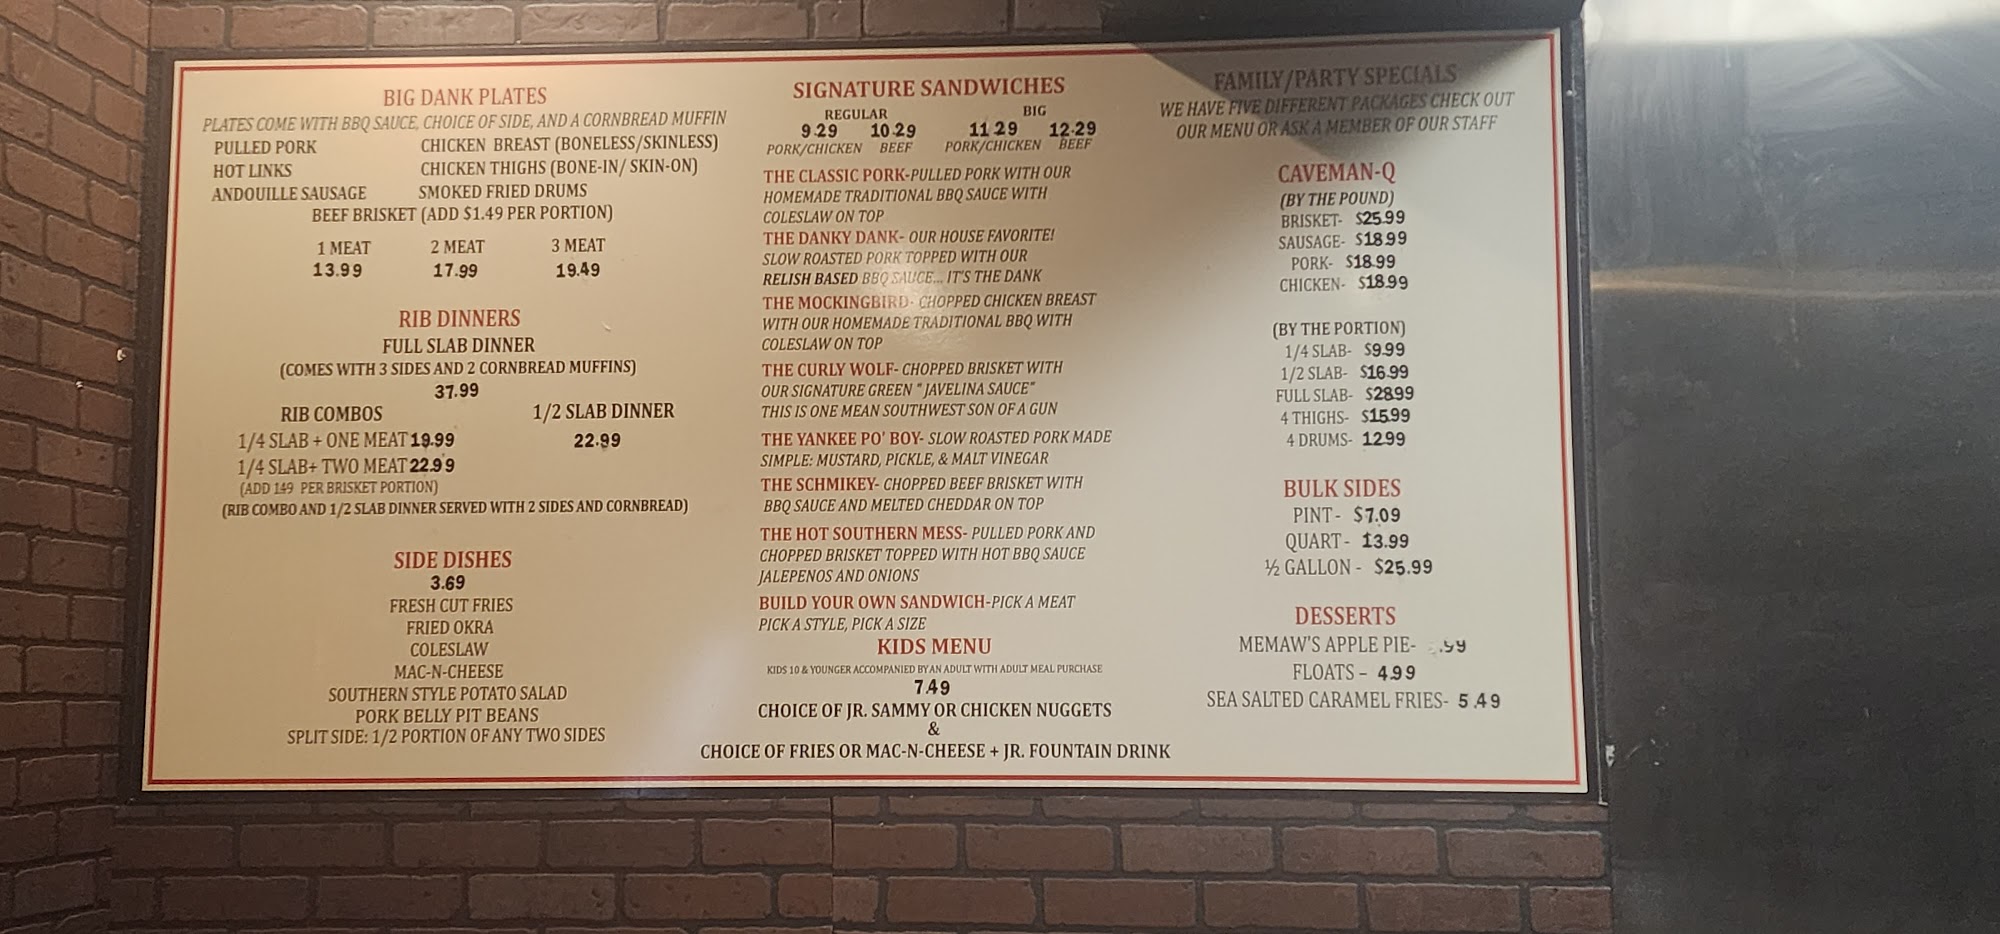 BIG DANK PLATES
PLATES COME WITH BBQ SAUCE, CHOICE OF SIDE, AND A CORNBREAD MUFFIN
PULLED PORK CHICKEN BREAST (BONELESS/SKINLESS)
HOT LINKS CHICKEN THIGHS (BONE-IN/ SKIN-ON)
ANDOUILLE SAUSAGE SMOKED FRIED DRUMS
BEEF BRISKET (ADD $1.49 PER PORTION)
1 MEAT 2 MEAT 3 MEAT
13.99 17.99 19.49
RIB DINNERS
FULL SLAB DINNER
(COMES WITH 3 SIDES AND 2 CORNBREAD MUFFINS)
37.99
RIB COMBOS 1/2 SLAB DINNER
1/4 SLAB + ONE MEAT 19.99 22.99
1/4 SLAB+ TWO MEAT 22.99
(ADD 1.49 PER BRISKET PORTION)
(RIB COMBO AND 1/2 SLAB DINNER SERVED WITH 2 SIDES AND CORNBREAD)
SIDE DISHES
3.69
FRESH CUT FRIES
FRIED OKRA
COLESLAW
MAC-N-CHEESE
SOUTHERN STYLE POTATO SALAD
PORK BELLY PIT BEANS
SPLIT SIDE: 1/2 PORTION OF ANY TWO SIDES
SIGNATURE SANDWICHES
REGULAR BIG
9.29 10.29 11.29 12.29
PORK/CHICKEN BEEF PORK/CHICKEN BEEF
THE CLASSIC PORK-PULLED PORK WITH OUR
HOMEMADE TRADITIONAL BBQ SAUCE WITH
COLESLAW ON TOP
THE DANKY DANK- OUR HOUSE FAVORITE!
SLOW ROASTED PORK TOPPED WITH OUR
RELISH BASED BBQ SAUCE... IT'S THE DANK
THE MOCKINGBIRD- CHOPPED CHICKEN BREAST
WITH OUR HOMEMADE TRADITIONAL BBQ WITH
COLESLAW ON TOP
THE CURLY WOLF- CHOPPED BRISKET WITH
OUR SIGNATURE GREEN " JAVELINA SAUCE"
THIS IS ONE MEAN SOUTHWEST SON OF A GUN
THE YANKEE PO' BOY- SLOW ROASTED PORK MADE
SIMPLE: MUSTARD, PICKLE, & MALT VINEGAR
THE SCHMIKEY- CHOPPED BEEF BRISKET WITH
BBQ SAUCE AND MELTED CHEDDAR ON TOP
THE HOT SOUTHERN MESS- PULLED PORK AND
CHOPPED BRISKET TOPPED WITH HOT BBQ SAUCE
JALEPENOS AND ONIONS
BUILD YOUR OWN SANDWICH-PICK A MEAT
PICK A STYLE, PICK A SIZE
KIDS MENU
KIDS 10 & YOUNGER ACCOMPANIED BY AN ADULT WITH ADULT MEAL PURCHASE
7.49
CHOICE OF JR. SAMMY OR CHICKEN NUGGETS
&
CHOICE OF FRIES OR MAC-N-CHEESE + JR. FOUNTAIN DRINK
FAMILY/PARTY SPECIALS
WE HAVE FIVE DIFFERENT PACKAGES CHECK OUT
OUR MENU OR ASK A MEMBER OF OUR STAFF
CAVEMAN-Q
(BY THE POUND)
BRISKET- $25.99
SAUSAGE- $18.99
PORK- $18.99
CHICKEN- $18.99
(BY THE PORTION)
1/4 SLAB- $9.99
1/2 SLAB- $16.99
FULL SLAB- $28.99
4 THIGHS- $15.99
4 DRUMS- 12.99
BULK SIDES
PINT- $7.09
QUART- 13.99
½ GALLON - $25.99
DESSERTS
MEMAW'S APPLE PIE-
FLOATS – 4.99
SEA SALTED CARAMEL FRIES- 5.49